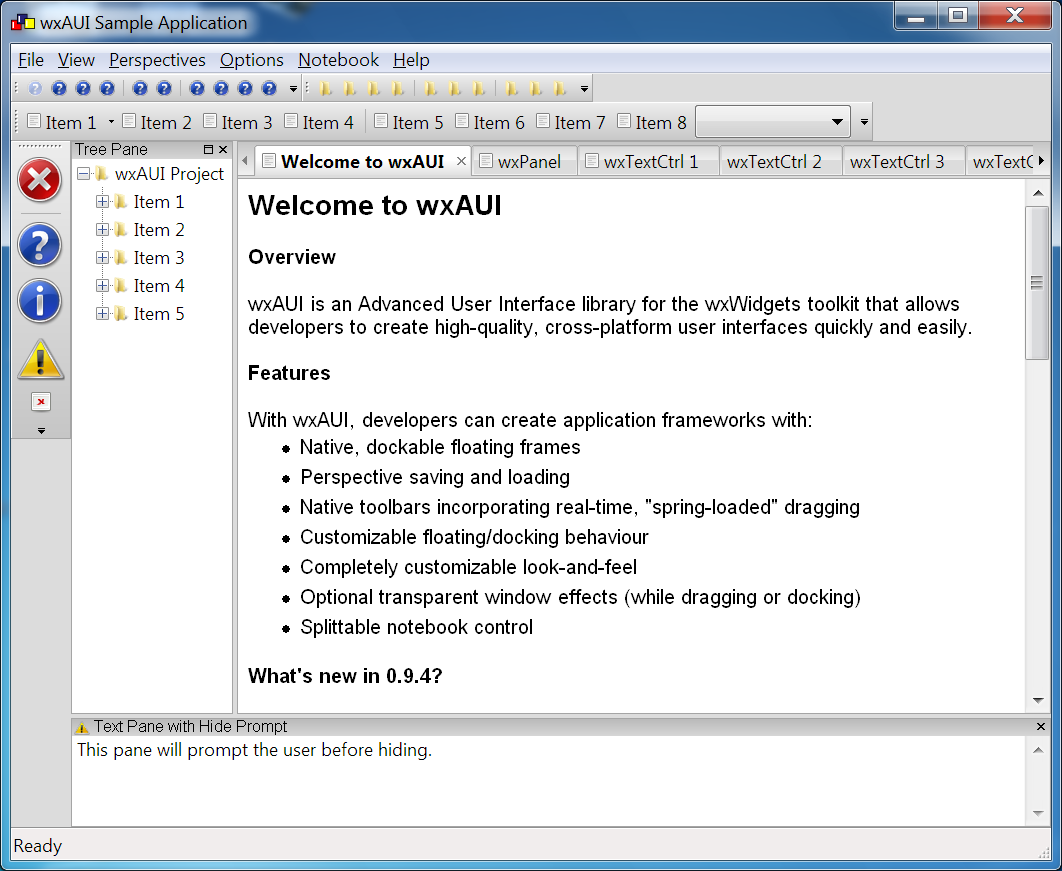 wxAUI Sample Application
File View Perspectives Options Notebook Help
Item 1 Item 2 Item 3 Item 4 Item 5 Item 6 Item 7 Item 8
Tree Pane
wxAUI Project
Item 1
Item 2
Item 3
Item 4
Item 5
Welcome to wxAUI wxPanel wxTextCtrl 1 wxTextCtrl 2 wxTextCtrl 3
Welcome to wxAUI
Overview
wxAUI is an Advanced User Interface library for the wxWidgets toolkit that allows
developers to create high-quality, cross-platform user interfaces quickly and easily.
Features
With wxAUI, developers can create application frameworks with:
• Native, dockable floating frames
• Perspective saving and loading
• Native toolbars incorporating real-time, "spring-loaded" dragging
• Customizable floating/docking behaviour
• Completely customizable look-and-feel
• Optional transparent window effects (while dragging or docking)
• Splittable notebook control
What's new in 0.9.4?
Text Pane with Hide Prompt
This pane will prompt the user before hiding.
Ready